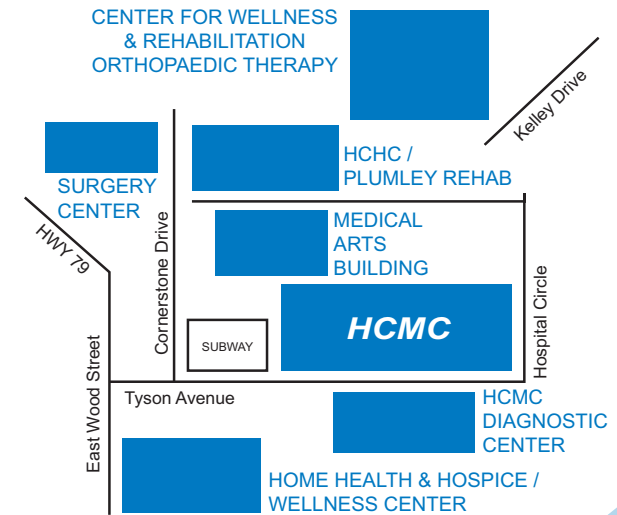 CENTER FOR WELLNESS
& REHABILITATION
ORTHOPAEDIC THERAPY
Kelley Drive
HCHC /
PLUMLEY REHAB
SURGERY
CENTER
HWY 79
Cornerstone Drive
MEDICAL
ARTS
BUILDING
Hospital Circle
HCMC
SUBWAY
East Wood Street
Tyson Avenue
HCMC
DIAGNOSTIC
CENTER
HOME HEALTH & HOSPICE /
WELLNESS CENTER